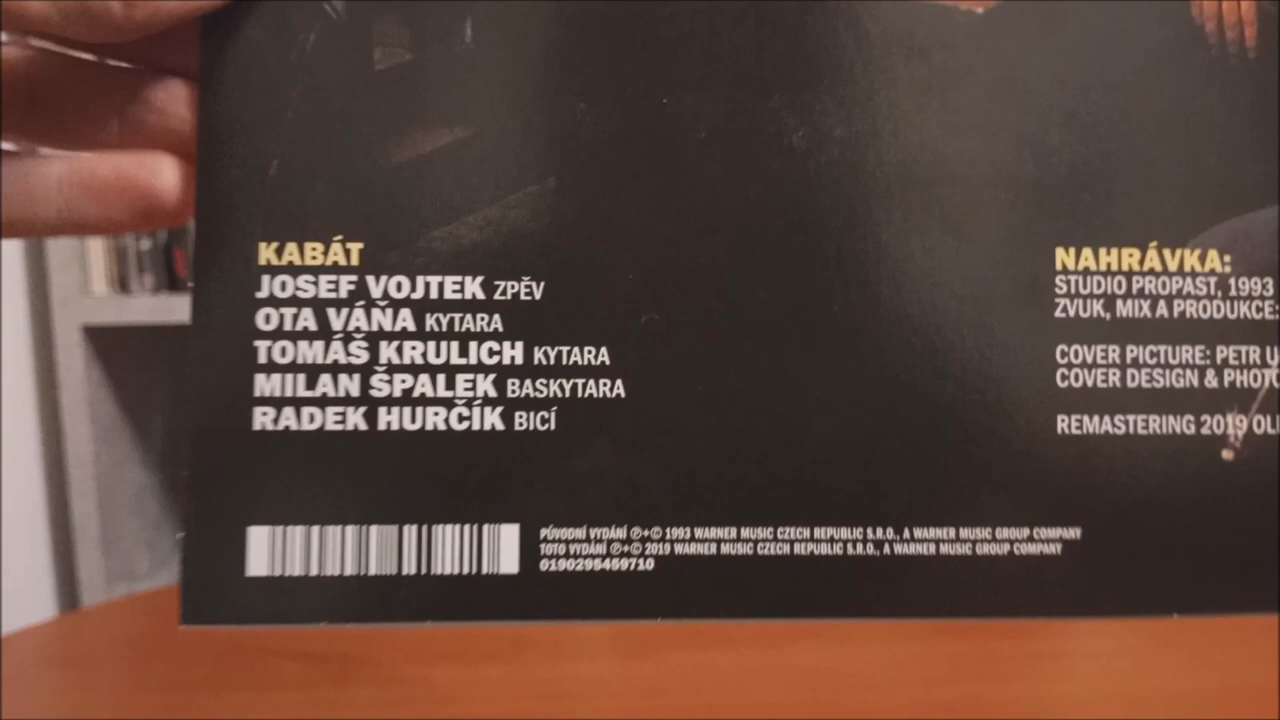 KABÁT
JOSEF VOJTEK ZPĚV
OTA VÁŇA KYTARA
TOMÁŠ KRULICH KYTARA
MILAN ŠPALEK BASKYTARA
RADEK HURČÍK BICÍ
NAHRÁVKA:
STUDIO PROPAST, 1993
ZVUK, MIX A PRODUKCE:
COVER PICTURE: PETR
COVER DESIGN &
REMASTERING 2019
PŮVODNÍ VYDÁNÍ ℗+© 1993 WARNER MUSIC CZECH REPUBLIC S.R.O., A WARNER MUSIC GROUP COMPANY
TOTO VYDÁNÍ ℗+© 2019 WARNER MUSIC CZECH REPUBLIC S.R.O., A WARNER MUSIC GROUP COMPANY
0190295459710